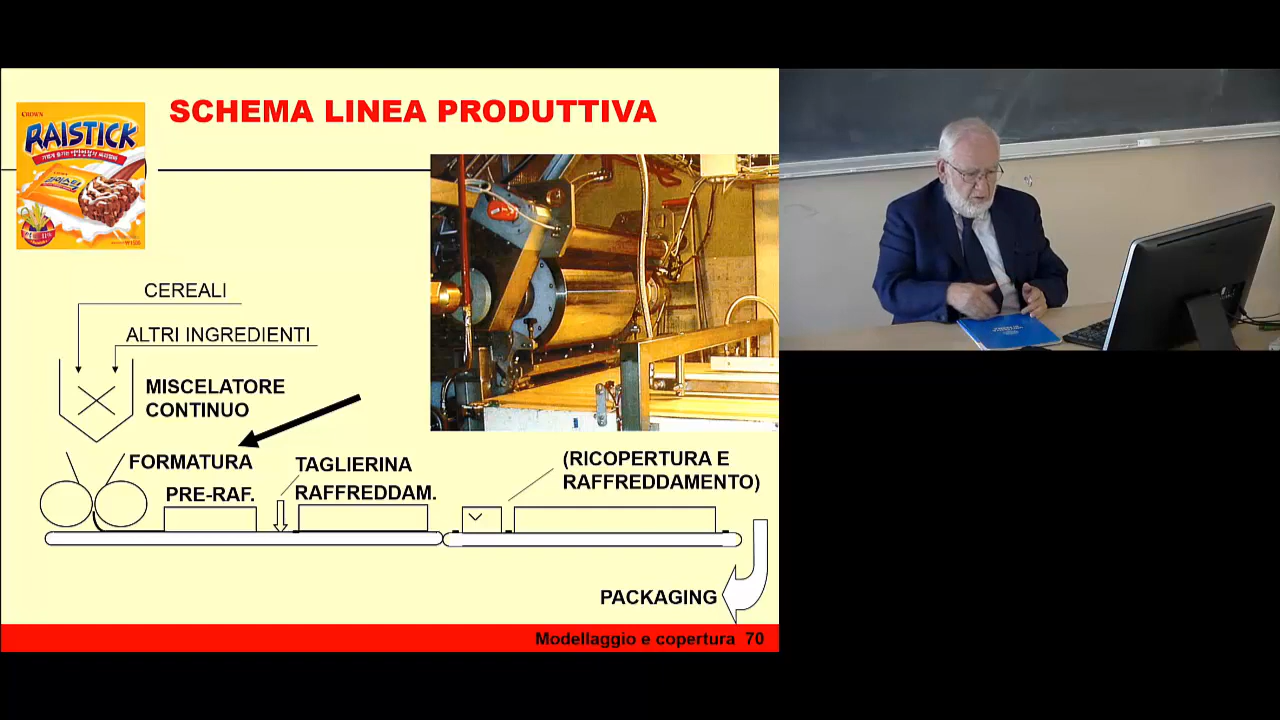 SCHEMA LINEA PRODUTTIVA
CROWN
RAISTICK
CEREALI
ALTRI INGREDIENTI
MISCELATORE
CONTINUO
FORMATURA
TAGLIERINA
(RICOPERTURA E
RAFFREDDAMENTO)
PRE-RAF.
RAFFREDDAM.
PACKAGING
Modellaggio e copertura 70